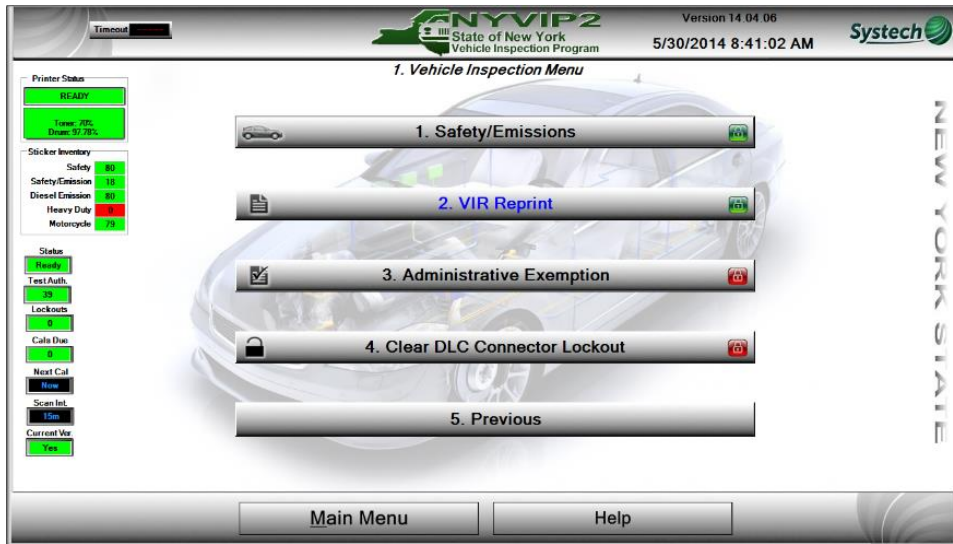 Timeout
NYVIP2
State of New York
Vehicle Inspection Program
Version 14.04.06
5/30/2014 8:41:02 AM
Systech
1. Vehicle Inspection Menu
Printer Status
READY
Toner: 70%
Drum: 97.78%
Sticker Inventory
Safety 80
Safety/Emission 18
Diesel Emission 80
Heavy Duty 0
Motorcycle 79
Status
Ready
Test Auth.
39
Lockouts
0
Cals Due
0
Next Cal
Now
Scan Int.
15m
Current Ver.
Yes
1. Safety/Emissions
2. VIR Reprint
3. Administrative Exemption
4. Clear DLC Connector Lockout
5. Previous
NEW YORK STATE
Main Menu
Help